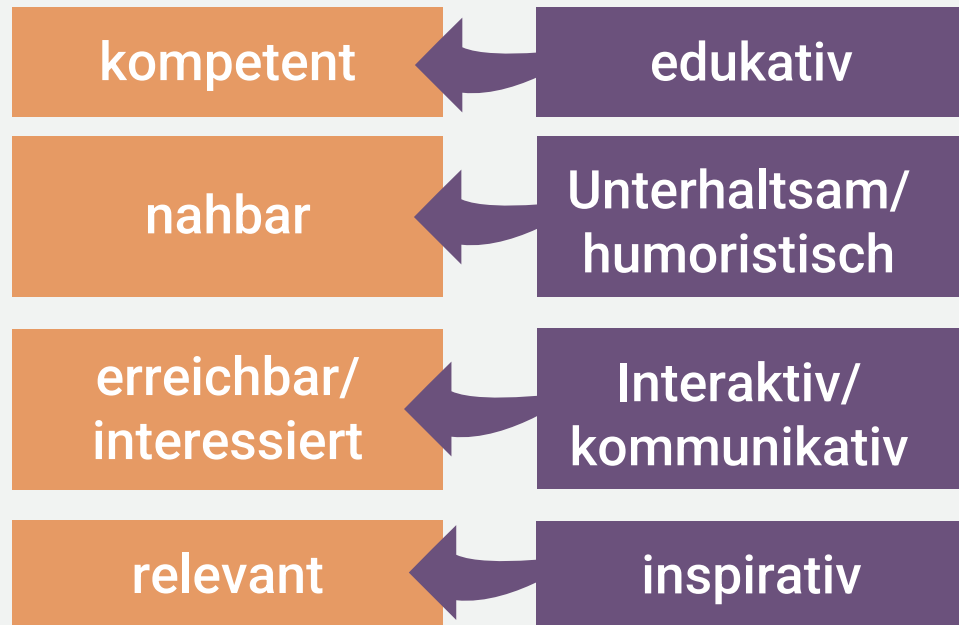 kompetent
edukativ
nahbar
Unterhaltsam/
humoristisch
erreichbar/
interessiert
Interaktiv/
kommunikativ
relevant
inspirativ